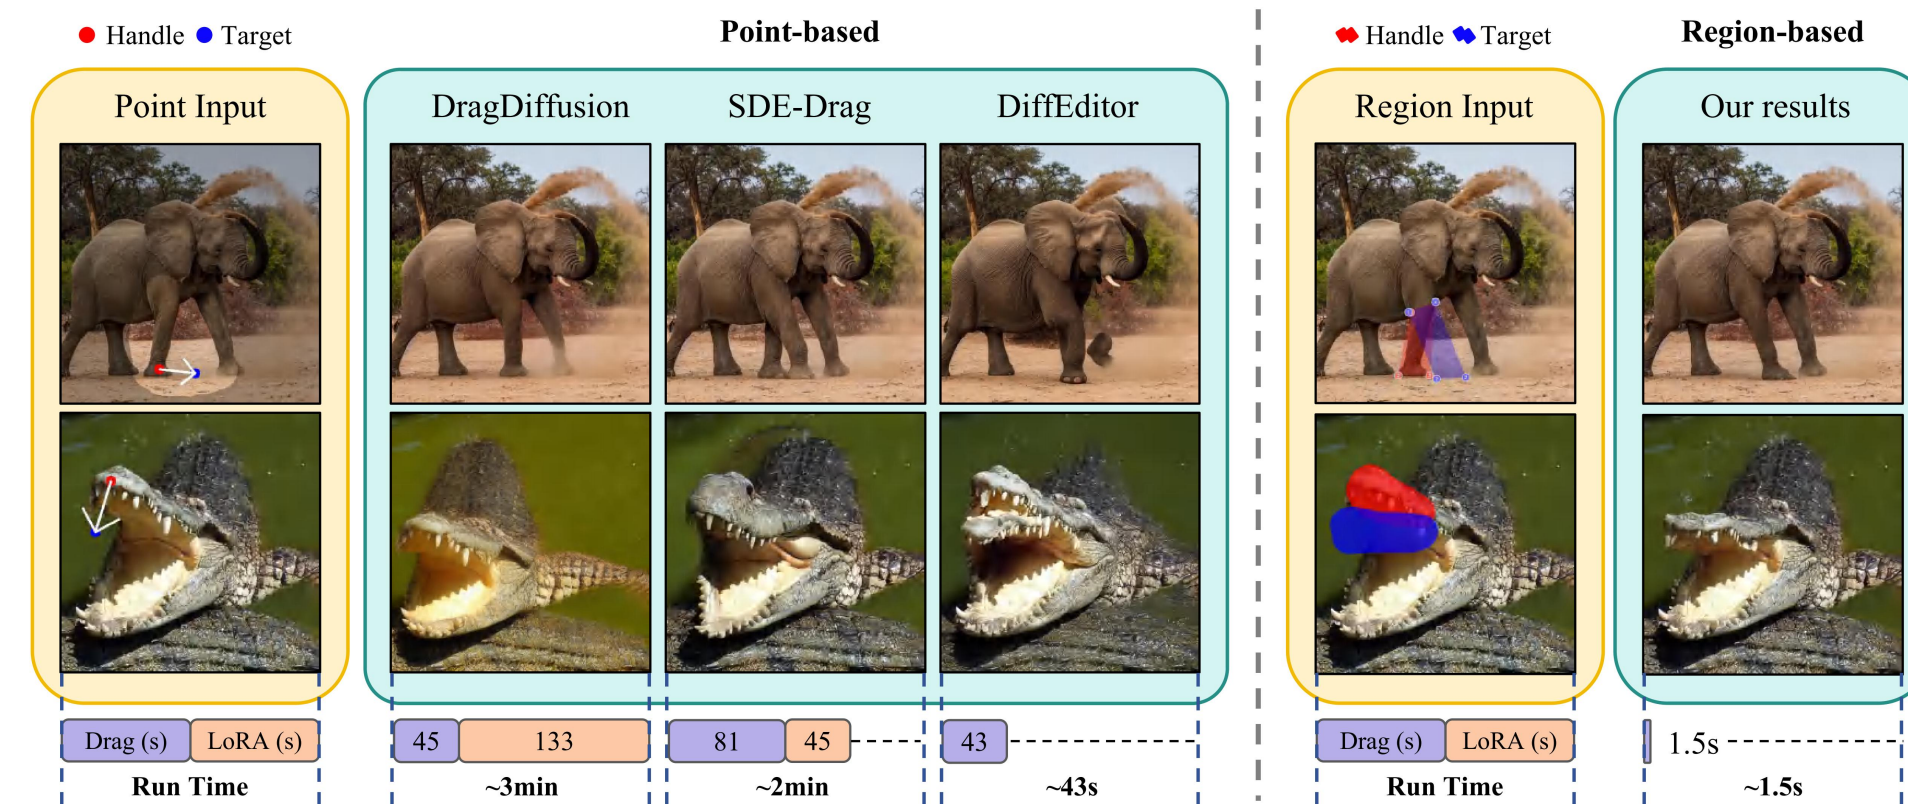 Handle Target
Point-based
Handle Target
Region-based
Point Input
DragDiffusion
SDE-Drag
DiffEditor
Region Input
Our results
Drag (s) LoRA (s)
45 133
81 45
43
Drag (s) LoRA (s)
1.5s
Run Time
~3min
~2min
~43s
Run Time
~1.5s